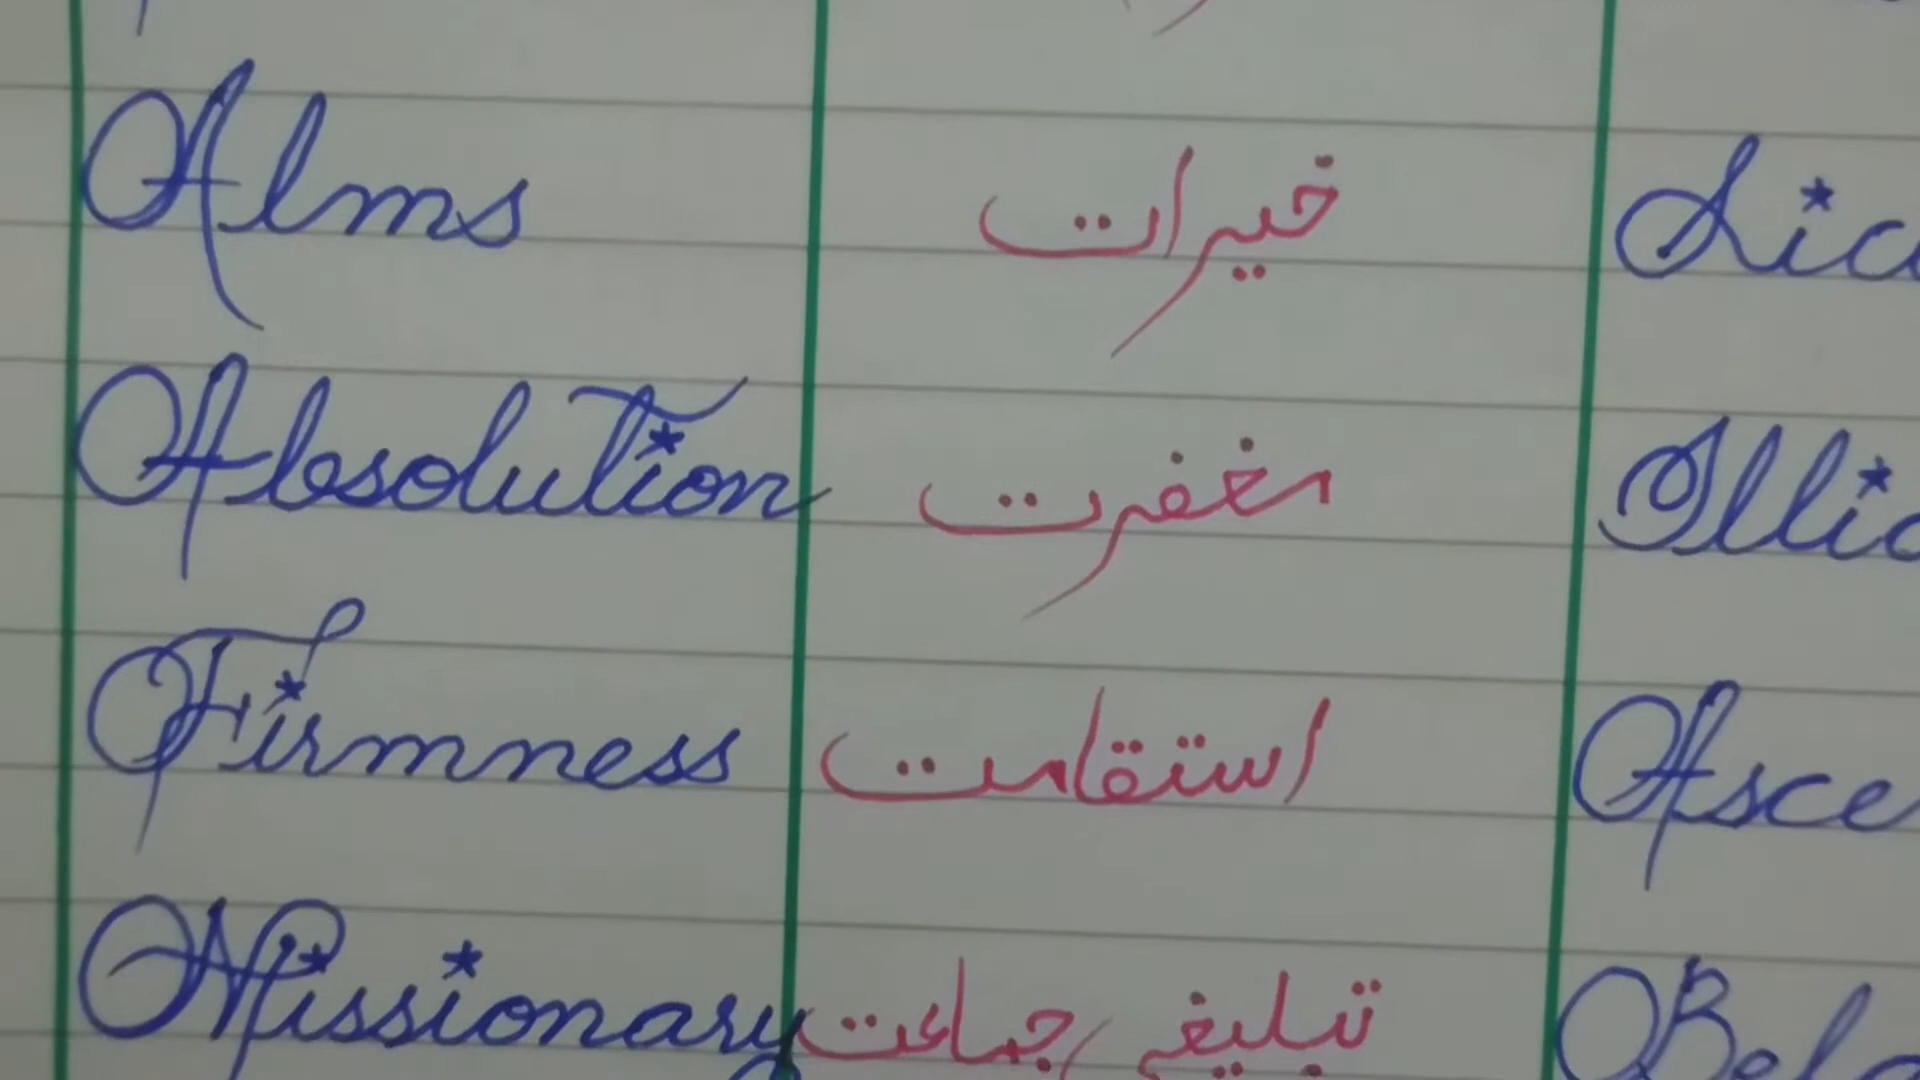 Alms خیرات
Absolution مغفرت
Firmness استقامت
Missionary تبلیغی جماعت